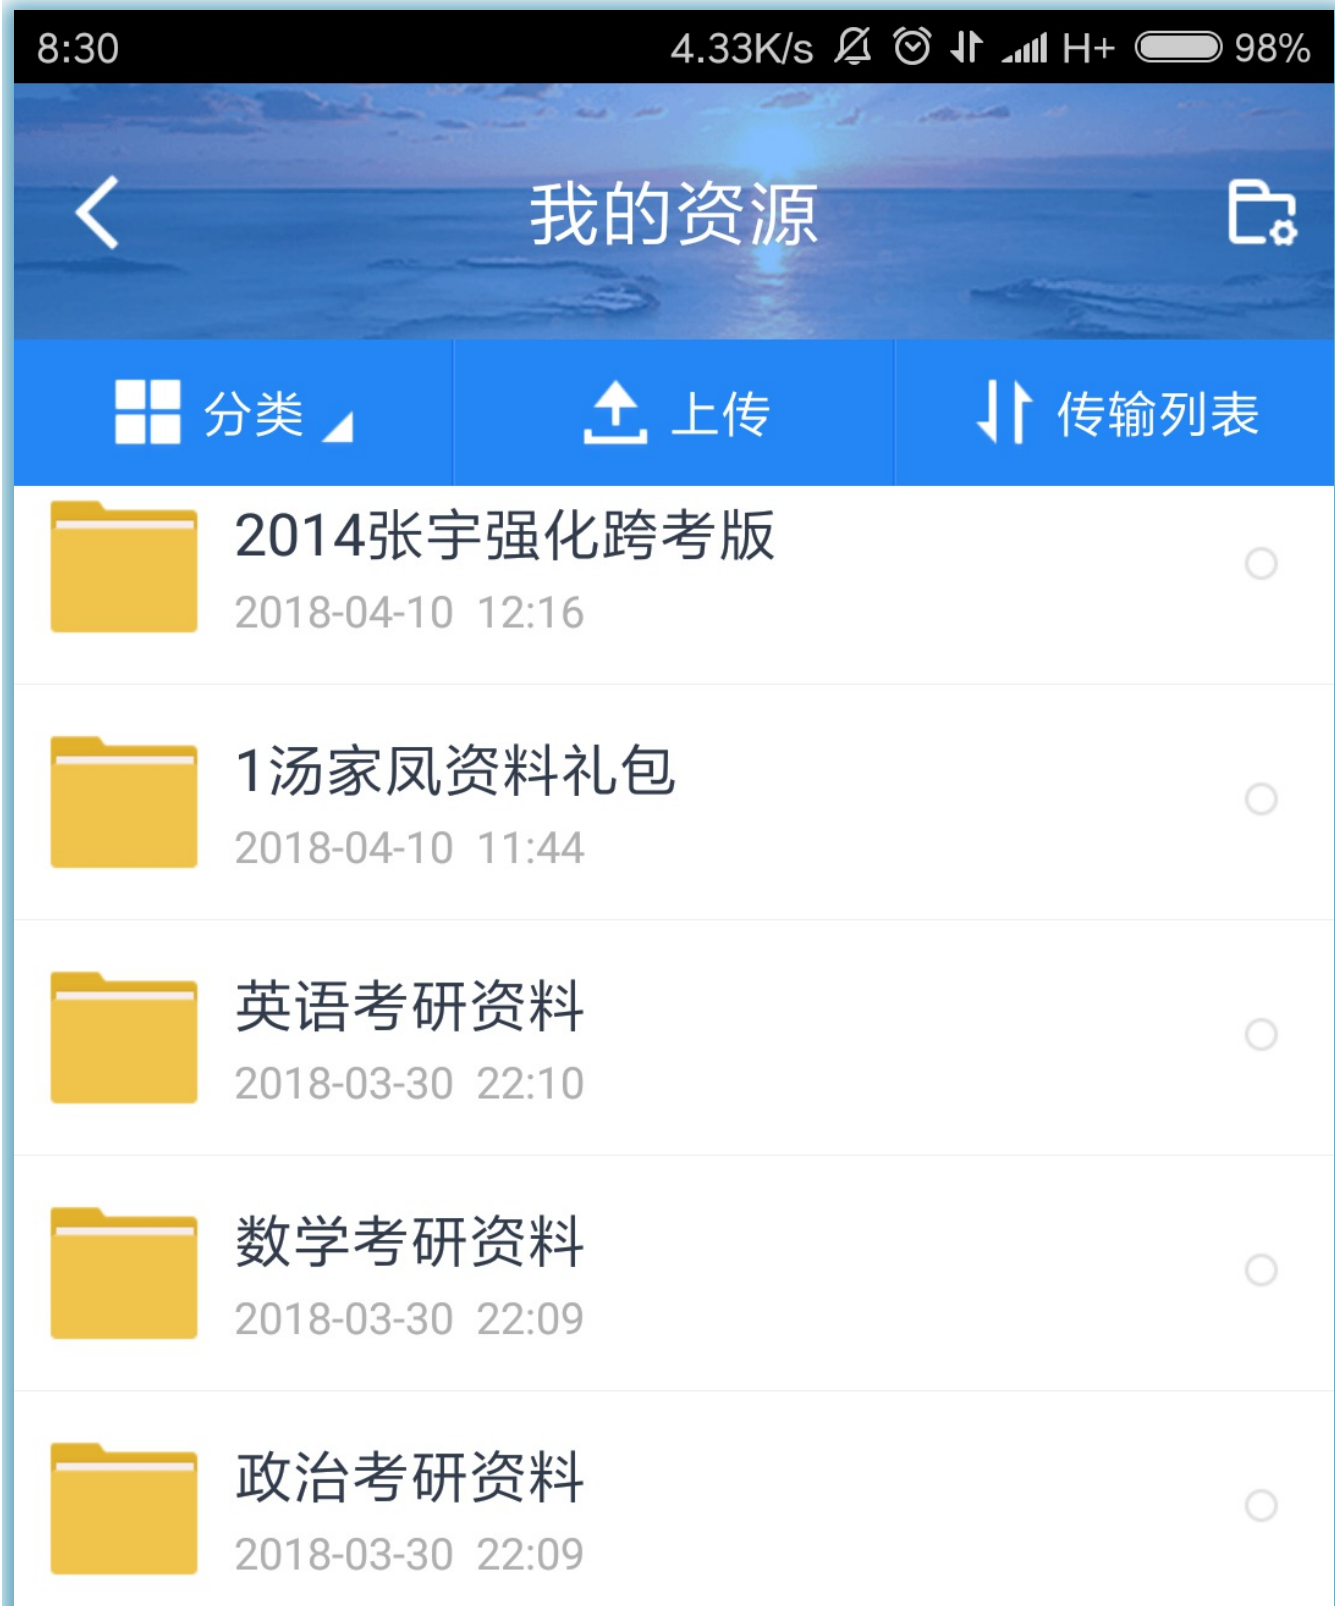 8:30 4.33K/s H+ 98%
我的资源
分类 上传 传输列表
2014张宇强化跨考版
2018-04-10 12:16
1汤家凤资料礼包
2018-04-10 11:44
英语考研资料
2018-03-30 22:10
数学考研资料
2018-03-30 22:09
政治考研资料
2018-03-30 22:09